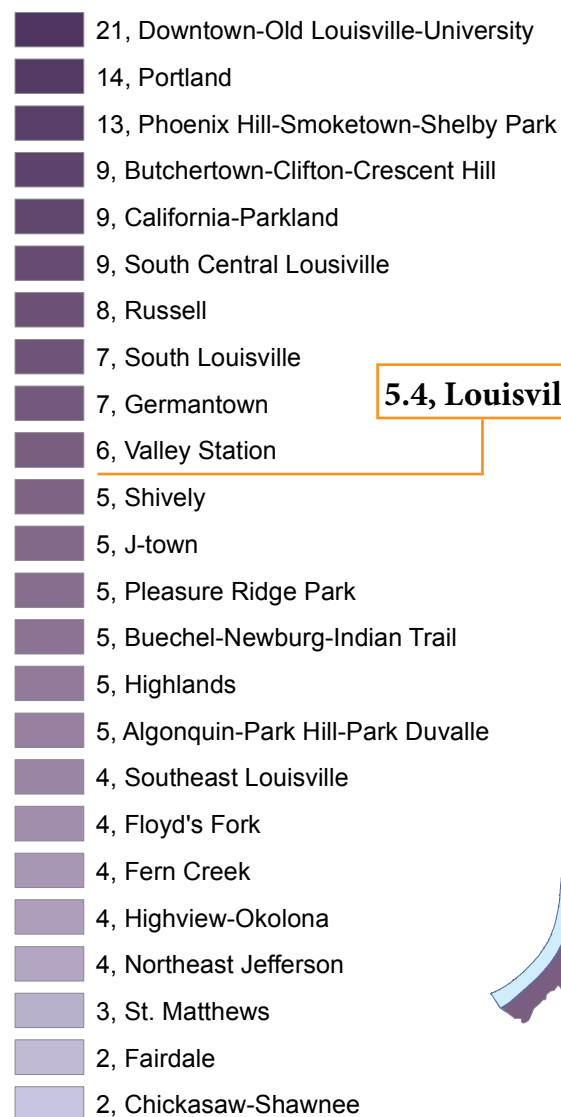 21, Downtown-Old Louisville-University
14, Portland
13, Phoenix Hill-Smoketown-Shelby Park
9, Butchertown-Clifton-Crescent Hill
9, California-Parkland
9, South Central Lousiville
8, Russell
7, South Louisville
7, Germantown
5.4, Louisvil
6, Valley Station
5, Shively
5, J-town
5, Pleasure Ridge Park
5, Buechel-Newburg-Indian Trail
5, Highlands
5, Algonquin-Park Hill-Park Duvalle
4, Southeast Louisville
4, Floyd's Fork
4, Fern Creek
4, Highview-Okolona
4, Northeast Jefferson
3, St. Matthews
2, Fairdale
2, Chickasaw-Shawnee